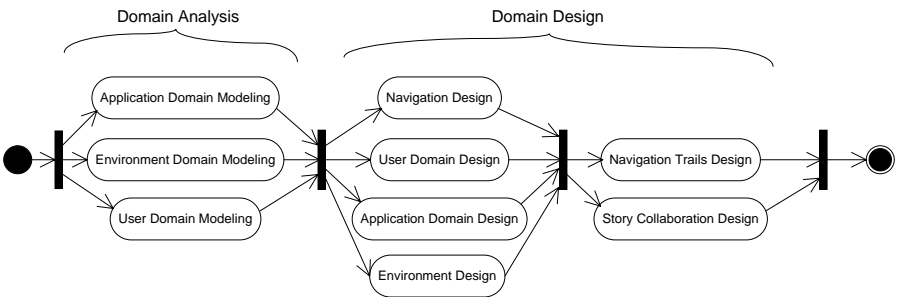 Domain Analysis
Domain Design
Application Domain Modeling
Environment Domain Modeling
User Domain Modeling
Navigation Design
User Domain Design
Application Domain Design
Environment Design
Navigation Trails Design
Story Collaboration Design